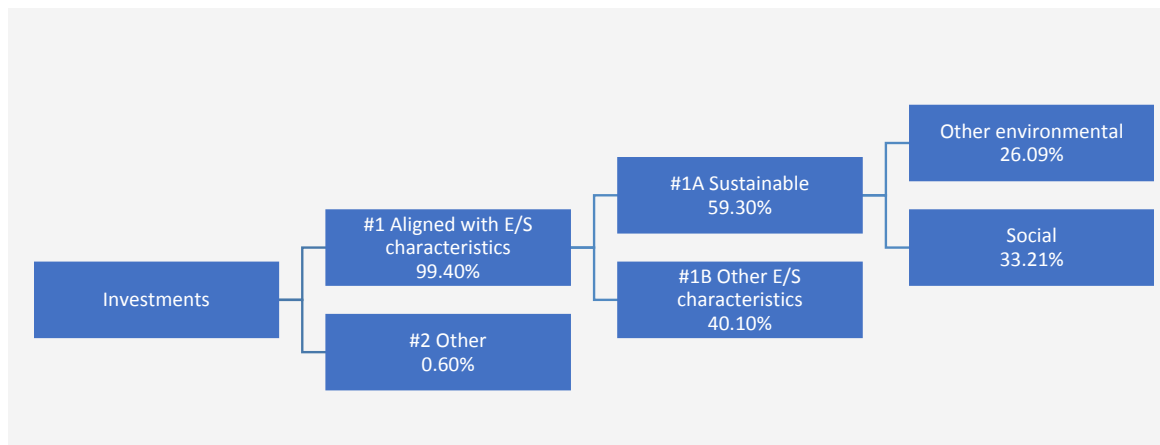 Investments
#1 Aligned with E/S
characteristics
99.40%
#2 Other
0.60%
#1A Sustainable
59.30%
#1B Other E/S
characteristics
40.10%
Other environmental
26.09%
Social
33.21%